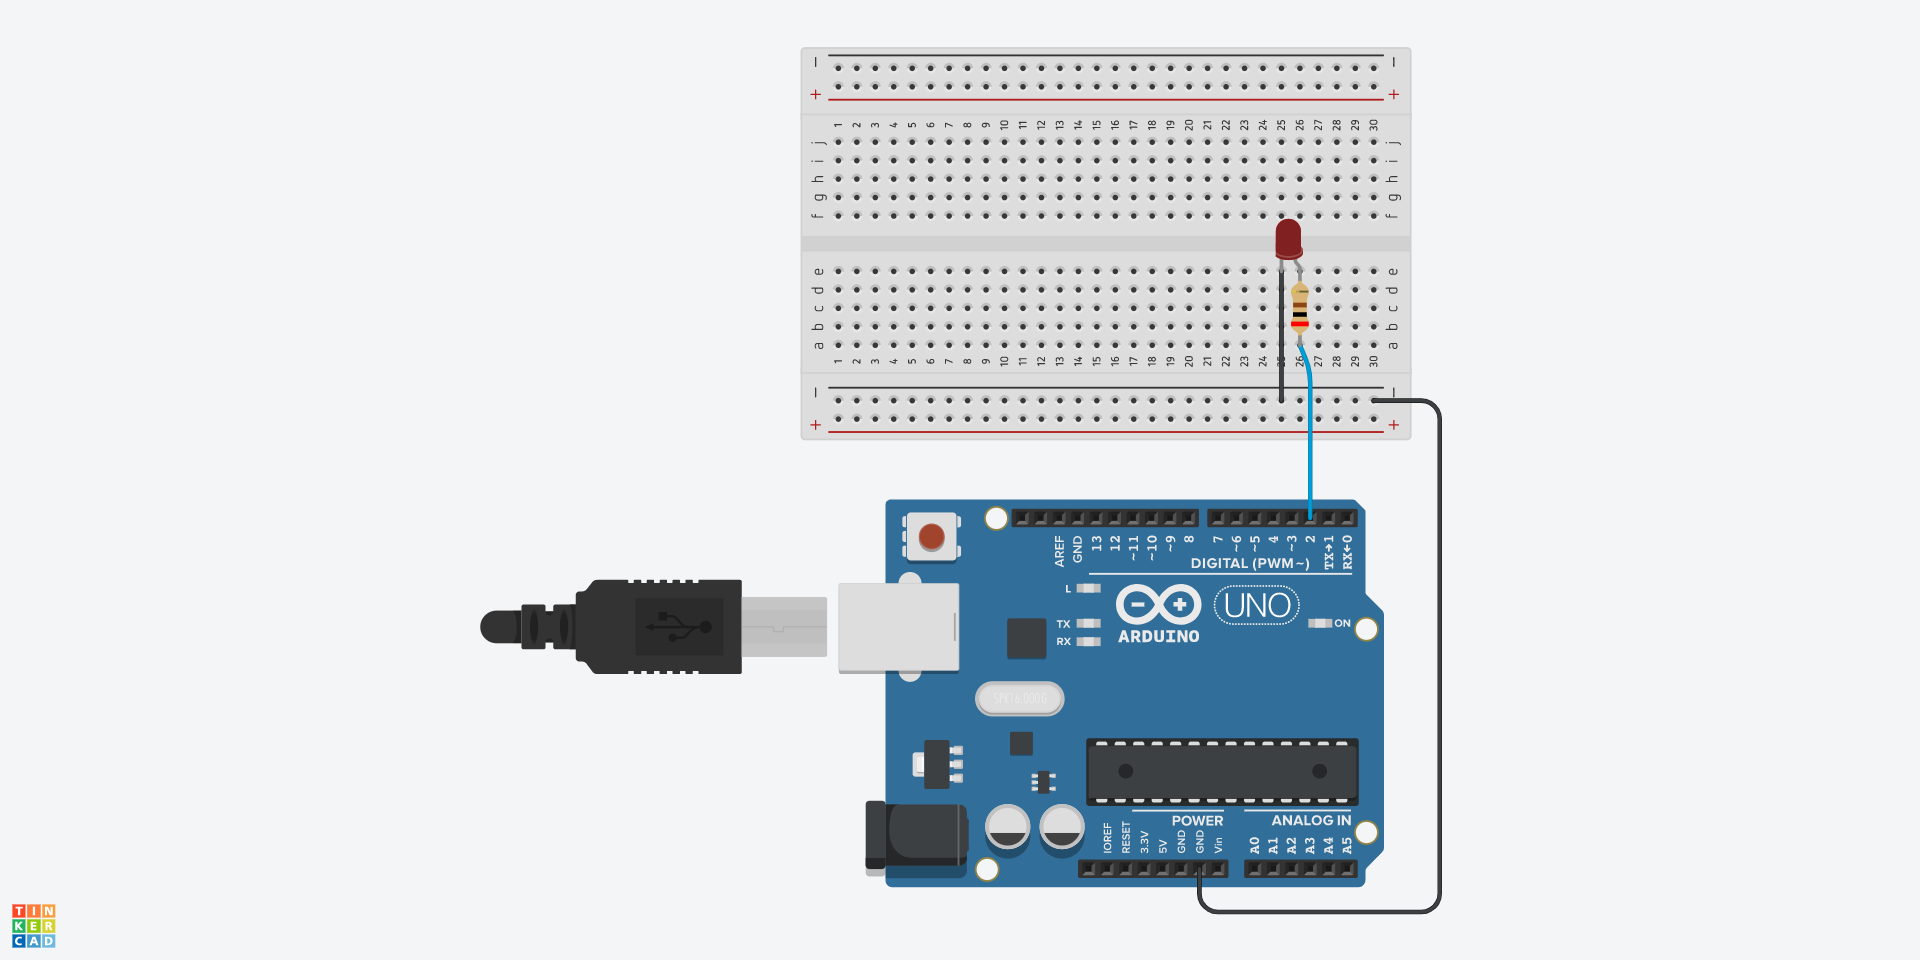 − −
+ +
1 2 3 4 5 6 7 8 9 10 11 12 13 14 15 16 17 18 19 20 21 22 23 24 25 26 27 28 29 30
j j
i i
h h
g g
f f
e e
d d
c c
b b
a a
1 2 3 4 5 6 7 8 9 10 11 12 13 14 15 16 17 18 19 20 21 22 23 24 26 27 28 29 30
− −
+ +
AREF GND 13 12 ~11 ~10 ~9 8 7 ~6 ~5 4 ~3 2 TX→1 RX←0
DIGITAL (PWM~)
L
TX
RX
ARDUINO
UNO
ON
SPK16.000G
POWER
ANALOG IN
IOREF RESET 3.3V 5V GND GND Vin A0 A1 A2 A3 A4 A5
TIN
KER
CAD